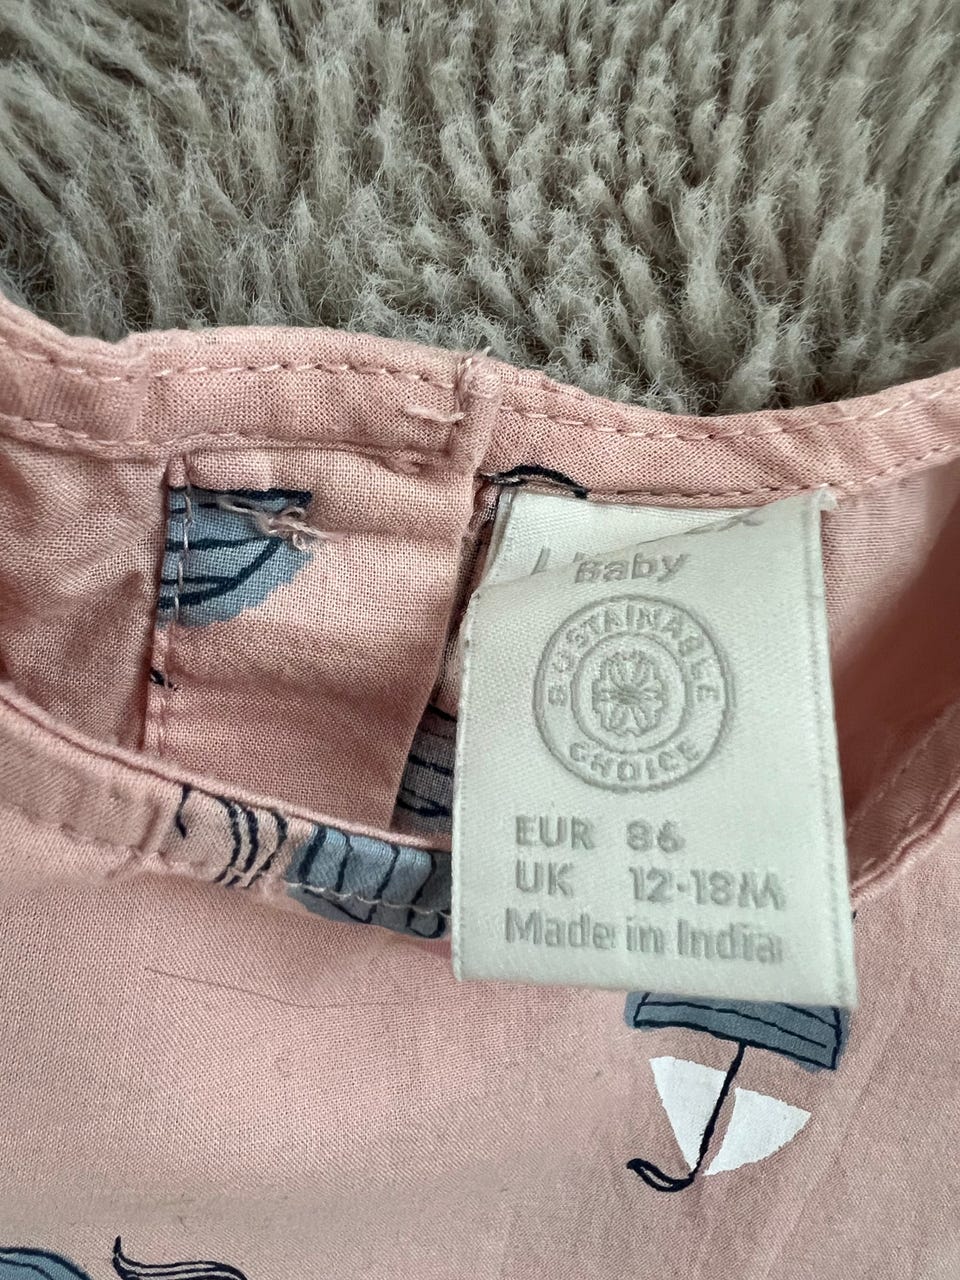 Baby
SUSTAINABLE
CHOICE
EUR 86
UK 12-18M
Made in India